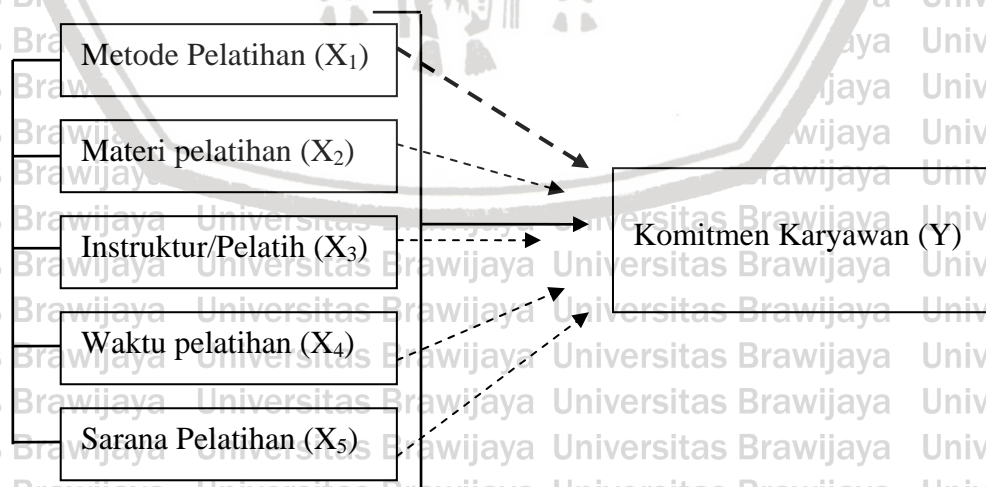 Metode Pelatihan (X₁)
Materi pelatihan (X₂)
Instruktur/Pelatih (X₃)
Waktu pelatihan (X₄)
Sarana Pelatihan (X₅)
Komitmen Karyawan (Y)